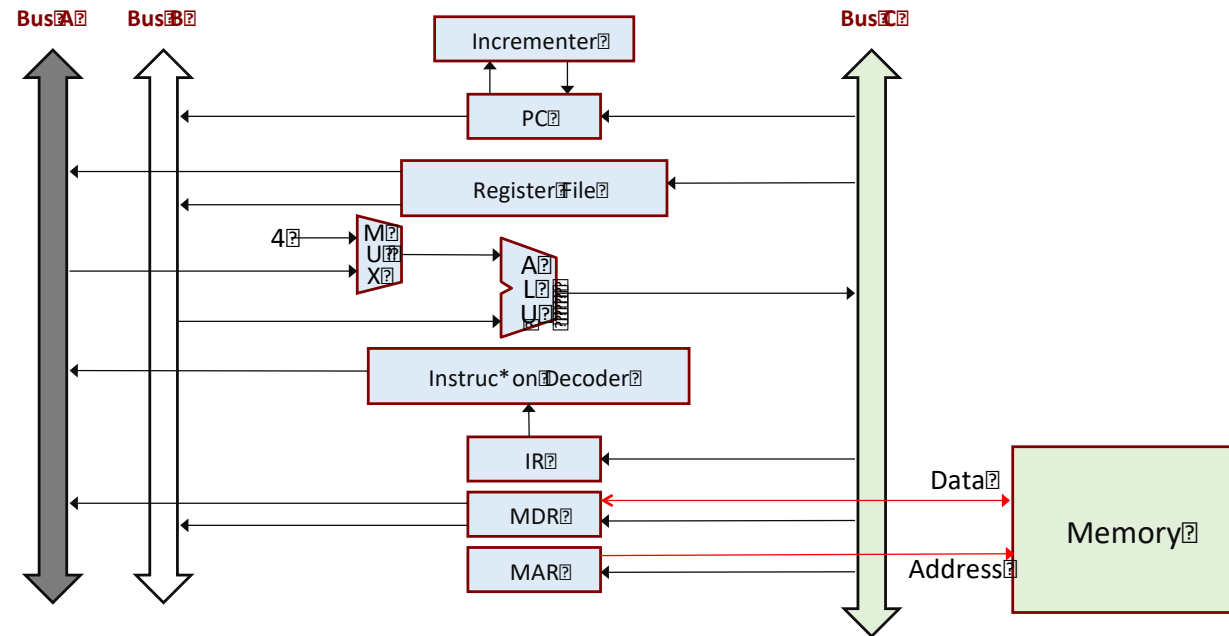 Bus A
Bus B
Bus C
Incrementer
PC
Register File
4
M
U
X
A
L
U
Instruc*on Decoder
IR
MDR
MAR
Data
Address
Memory